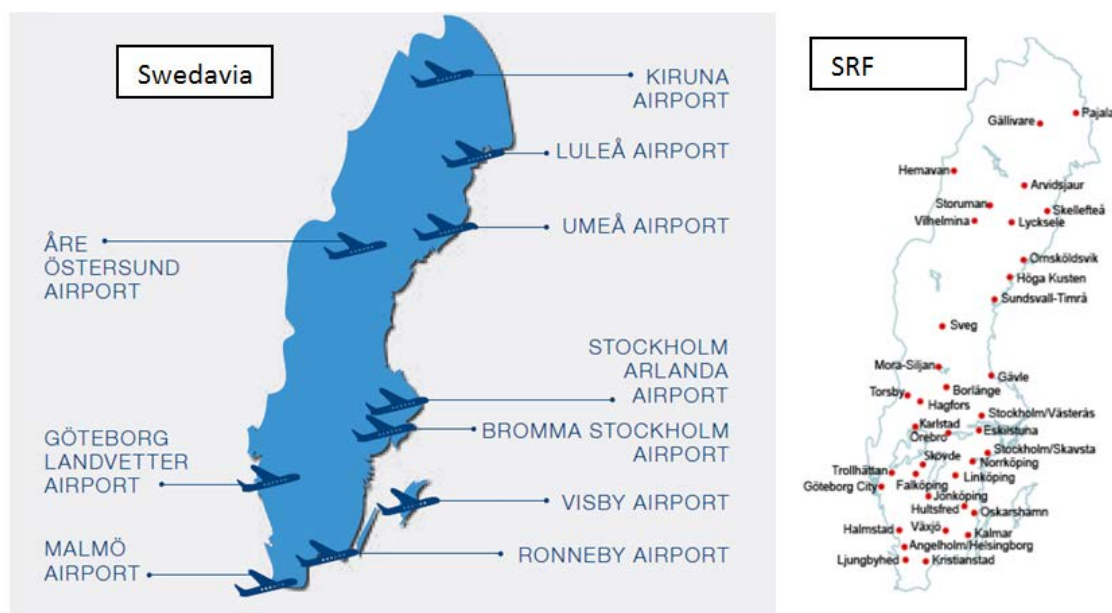 Swedavia
KIRUNA
AIRPORT
LULEÅ AIRPORT
UMEÅ AIRPORT
ÅRE
ÖSTERSUND
AIRPORT
STOCKHOLM
ARLANDA
AIRPORT
BROMMA STOCKHOLM
AIRPORT
GÖTEBORG
LANDVETTER
AIRPORT
VISBY AIRPORT
RONNEBY AIRPORT
MALMÖ
AIRPORT
SRF
Pajala
Gällivare
Hemavan
Arvidsjaur
Storuman
Skellefteå
Vilhelmina
Lycksele
Ornsköldsvik
Höga Kusten
Sundsvall-Timrå
Sveg
Mora-Siljan
Gävle
Torsby
Borlänge
Hagfors
Stockholm/Västerås
Karlstad
Eskilstuna
Örebro
Stockholm/Skavsta
Skövde
Norrköping
Trollhättan
Linköping
Göteborg City
Falköping
Jönköping
Hultsfred
Oskarshamn
Halmstad
Växjö
Kalmar
Angelholm/Helsingborg
Ljungbyhed
Kristianstad